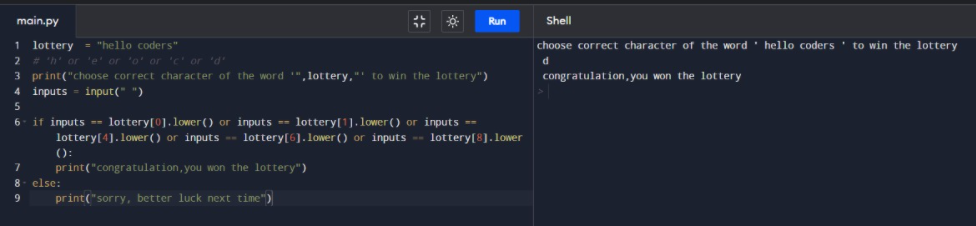 main.py Run Shell
1 lottery = "hello coders"
2 # 'h' or 'e' or 'o' or 'c' or 'd'
3 print("choose correct character of the word '",lottery,"' to win the lottery")
4 inputs = input(" ")
5
6 if inputs == lottery[0].lower() or inputs == lottery[1].lower() or inputs ==
lottery[4].lower() or inputs == lottery[6].lower() or inputs == lottery[8].lower
():
7 print("congratulation,you won the lottery")
8 else:
9 print("sorry, better luck next time")
choose correct character of the word ' hello coders ' to win the lottery
d
congratulation,you won the lottery
>